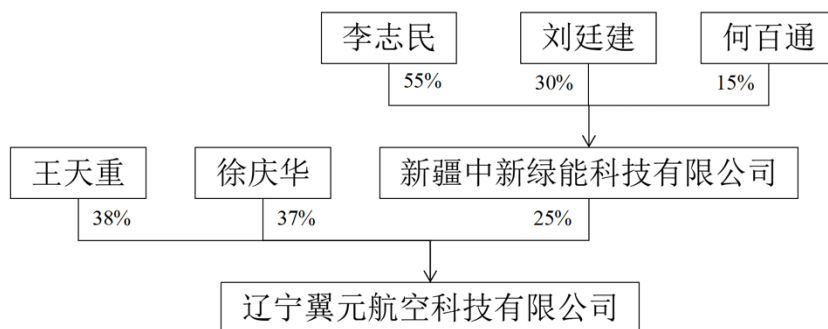 李志民 刘廷建 何百通
55% 30% 15%
王天重 徐庆华 新疆中新绿能科技有限公司
38% 37% 25%
辽宁翼元航空科技有限公司